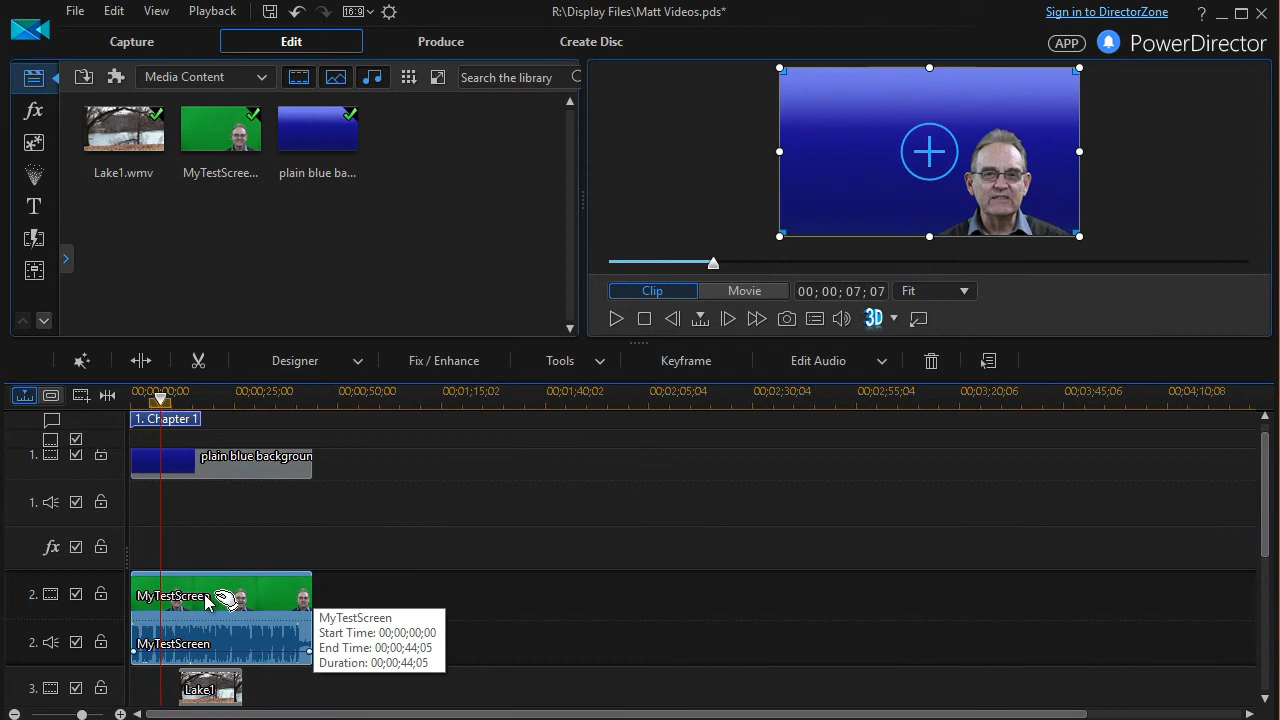 File Edit View Playback 16:9 R:\Display Files\Matt Videos.pds* Sign in to DirectorZone ?
Capture Edit Produce Create Disc APP PowerDirector
Media Content Search the library
Lake1.wmv MyTestScree... plain blue ba...
fx
T
Clip Movie 00; 00; 07; 07 Fit
3D
Designer Fix / Enhance Tools Keyframe Edit Audio
00;00;00;00 00;00;25;00 00;00;50;00 00;01;15;02 00;01;40;02 00;02;05;04 00;02;30;04 00;02;55;04 00;03;20;06 00;03;45;06 00;04;10;08
1. Chapter 1
1. plain blue backgroun
1.
fx
2. MyTestScreen
MyTestScreen
Start Time: 00;00;00;00
End Time: 00;00;44;05
Duration: 00;00;44;05
2. MyTestScreen
3. Lake1